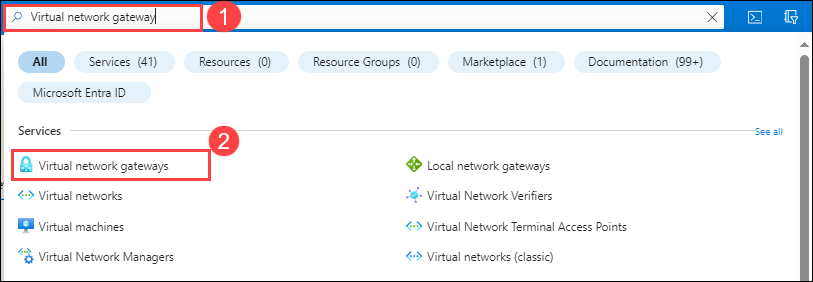 Virtual network gateway
1
All
Services (41)
Resources (0)
Resource Groups (0)
Marketplace (1)
Documentation (99+)
Microsoft Entra ID
Services
See all
2
Virtual network gateways
Local network gateways
Virtual networks
Virtual Network Verifiers
Virtual machines
Virtual Network Terminal Access Points
Virtual Network Managers
Virtual networks (classic)